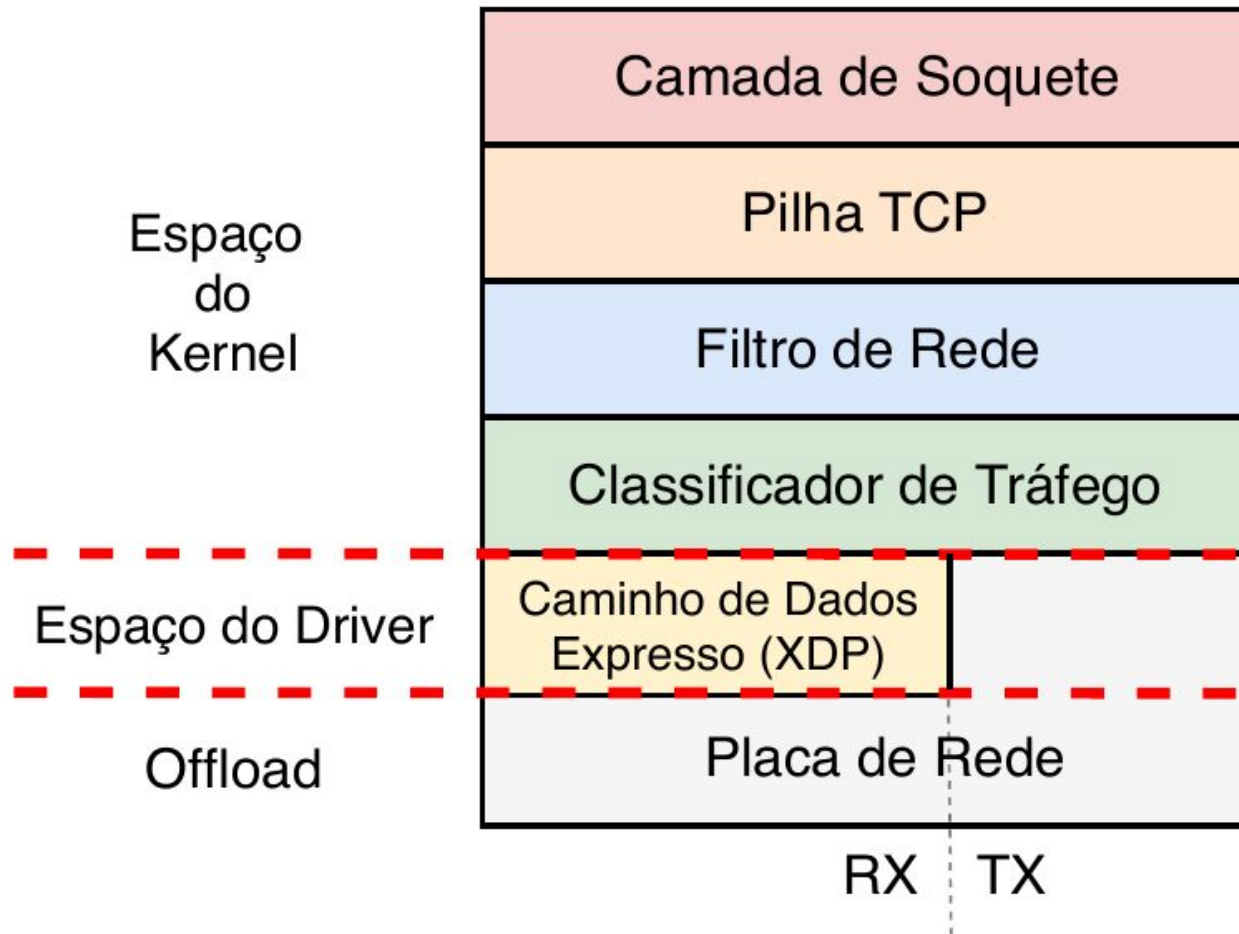 Camada de Soquete
Pilha TCP
Espaço
do
Kernel
Filtro de Rede
Classificador de Tráfego
Espaço do Driver
Caminho de Dados
Expresso (XDP)
Offload
Placa de Rede
RX
TX